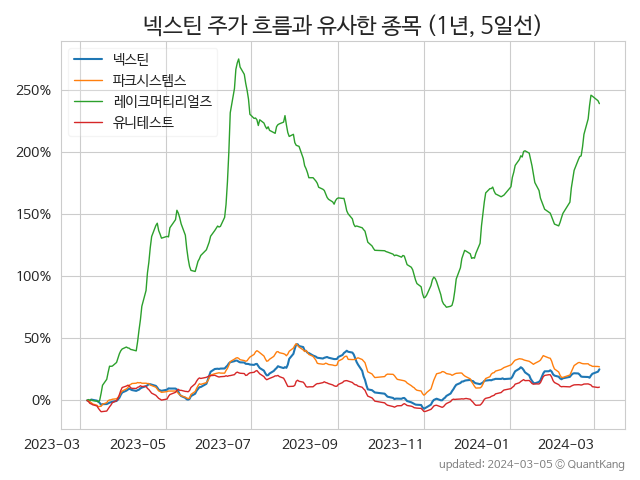 넥스틴 주가 흐름과 유사한 종목 (1년, 5일선)
넥스틴
파크시스템스
레이크머티리얼즈
유니테스트
250%
200%
150%
100%
50%
0%
2023-03 2023-05 2023-07 2023-09 2023-11 2024-01 2024-03
updated: 2024-03-05 © QuantKang